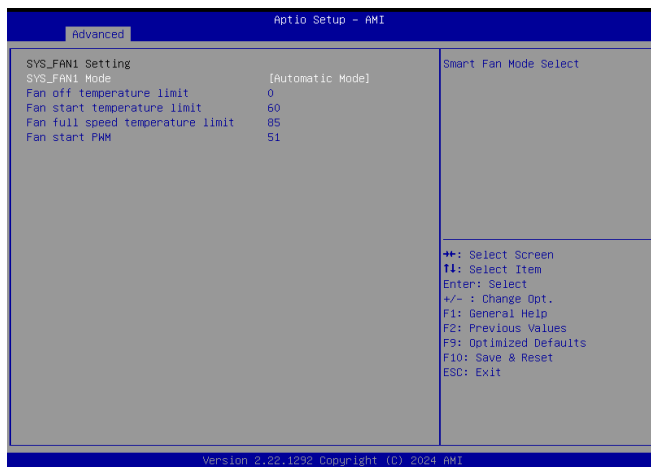 Aptio Setup – AMI
Advanced
SYS_FAN1 Setting
SYS_FAN1 Mode [Automatic Mode]
Fan off temperature limit 0
Fan start temperature limit 60
Fan full speed temperature limit 85
Fan start PWM 51
Smart Fan Mode Select
→←: Select Screen
↑↓: Select Item
Enter: Select
+/- : Change Opt.
F1: General Help
F2: Previous Values
F9: Optimized Defaults
F10: Save & Reset
ESC: Exit
Version 2.22.1292 Copyright (C) 2024 AMI